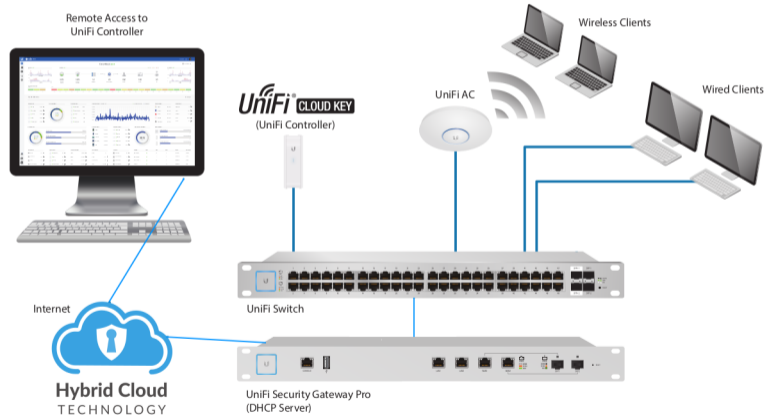 Remote Access to
UniFi Controller
Wireless Clients
UniFi AC
Wired Clients
UniFi® CLOUD KEY
(UniFi Controller)
Internet
UniFi Switch
Hybrid Cloud
TECHNOLOGY
UniFi Security Gateway Pro
(DHCP Server)